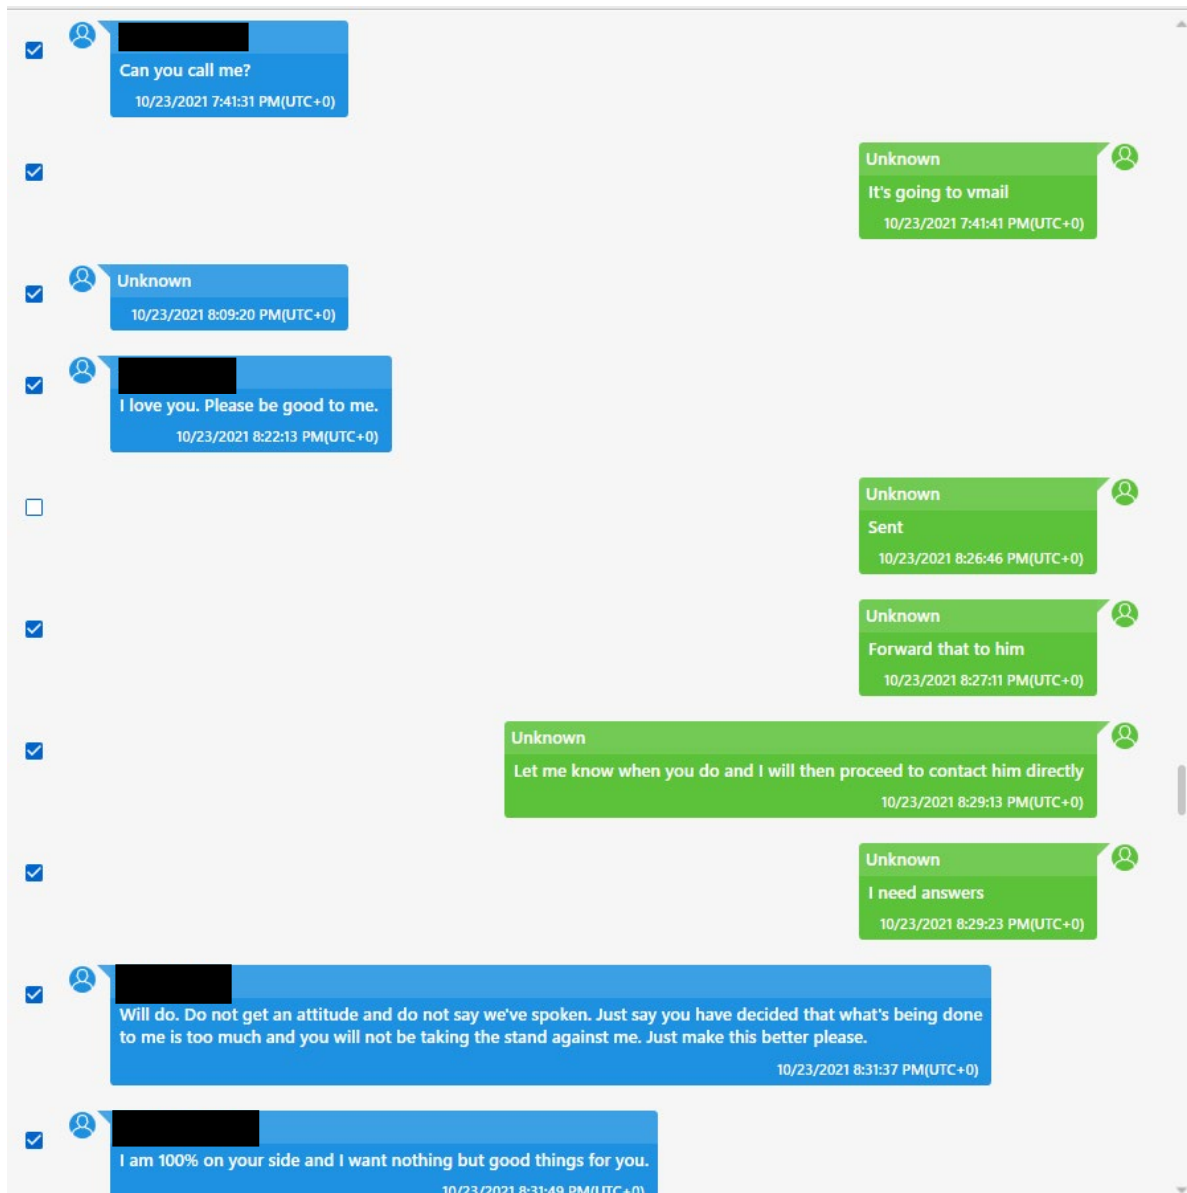 Can you call me?
10/23/2021 7:41:31 PM(UTC+0)
Unknown
It's going to vmail
10/23/2021 7:41:41 PM(UTC+0)
Unknown
10/23/2021 8:09:20 PM(UTC+0)
I love you. Please be good to me.
10/23/2021 8:22:13 PM(UTC+0)
Unknown
Sent
10/23/2021 8:26:46 PM(UTC+0)
Unknown
Forward that to him
10/23/2021 8:27:11 PM(UTC+0)
Unknown
Let me know when you do and I will then proceed to contact him directly
10/23/2021 8:29:13 PM(UTC+0)
Unknown
I need answers
10/23/2021 8:29:23 PM(UTC+0)
Will do. Do not get an attitude and do not say we've spoken. Just say you have decided that what's being done
to me is too much and you will not be taking the stand against me. Just make this better please.
10/23/2021 8:31:37 PM(UTC+0)
I am 100% on your side and I want nothing but good things for you.
10/23/2021 8:31:49 PM(UTC+0)